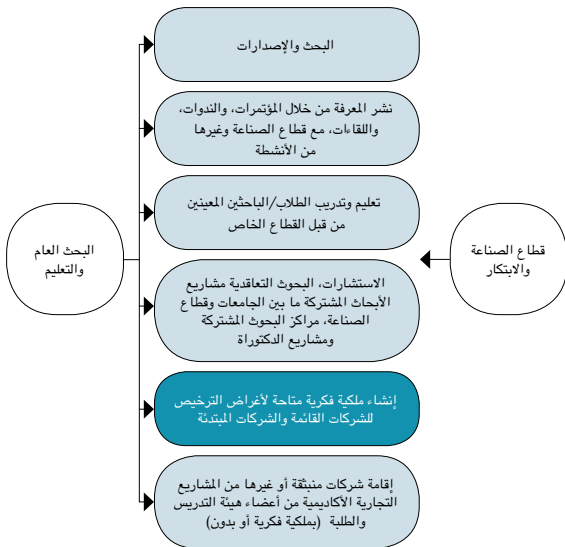 البحث والإصدارات
نشر المعرفة من خلال المؤتمرات، والندوات،
واللقاءات، مع قطاع الصناعة وغيرها
من الأنشطة
تعليم وتدريب الطلاب/الباحثين المعينين
من قبل القطاع الخاص
قطاع الصناعة
والابتكار
البحث العام
والتعليم
الاستشارات، البحوث التعاقدية مشاريع
الأبحاث المشتركة ما بين الجامعات وقطاع
الصناعة، مراكز البحوث المشتركة
ومشاريع الدكتوراة
إنشاء ملكية فكرية متاحة لأغراض الترخيص
للشركات القائمة والشركات المبتدئة
إقامة شركات منبثقة أو غيرها من المشاريع
التجارية الأكاديمية من أعضاء هيئة التدريس
والطلبة (بملكية فكرية أو بدون)